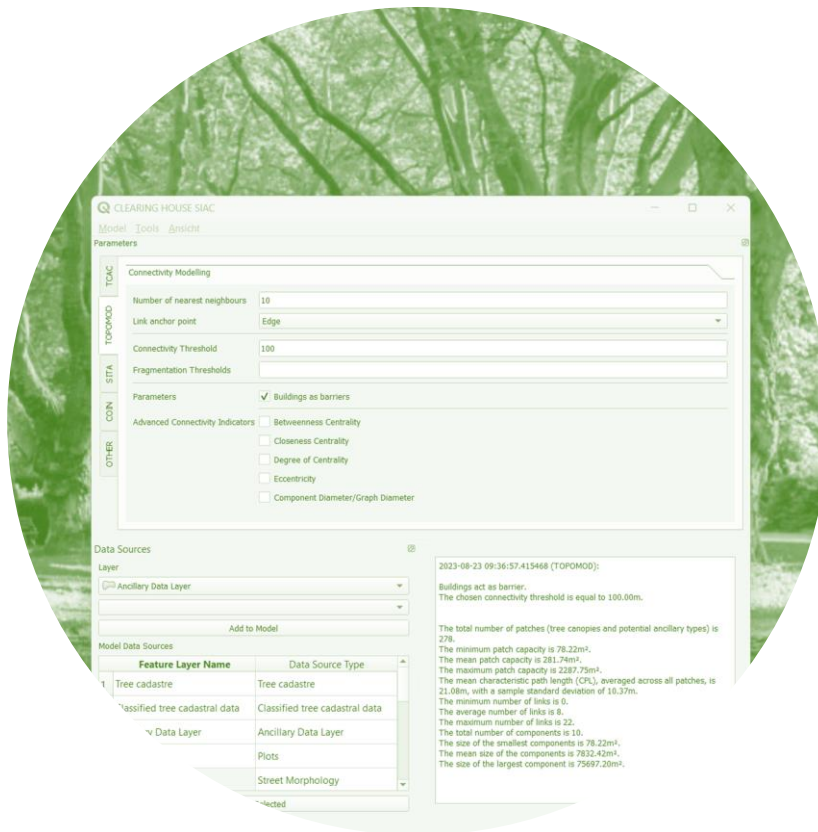 CLEARING HOUSE SIAC
Model Tools Ansicht
Parameters
TCAC
TOPOMOD
SITA
COIN
OTHER
Connectivity Modelling
Number of nearest neighbours 10
Link anchor point Edge
Connectivity Threshold 100
Fragmentation Thresholds
Parameters Buildings as barriers
Advanced Connectivity Indicators Betweenness Centrality
Closeness Centrality
Degree of Centrality
Eccentricity
Component Diameter/Graph Diameter
Data Sources
Layer
Ancillary Data Layer
Add to Model
Model Data Sources
Feature Layer Name Data Source Type
1 Tree cadastre Tree cadastre
Classified tree cadastral data Classified tree cadastral data
Data Layer Ancillary Data Layer
Plots
Street Morphology
2023-08-23 09:36:57.415468 (TOPOMOD):
Buildings act as barrier.
The chosen connectivity threshold is equal to 100.00m.
The total number of patches (tree canopies and potential ancillary types) is
278.
The minimum patch capacity is 78.22m².
The mean patch capacity is 281.74m².
The maximum patch capacity is 2287.75m².
The mean characteristic path length (CPL), averaged across all patches, is
21.08m, with a sample standard deviation of 10.37m.
The minimum number of links is 0.
The average number of links is 8.
The maximum number of links is 22.
The total number of components is 10.
The size of the smallest components is 78.22m².
The mean size of the components is 7832.42m².
The size of the largest component is 75697.20m².